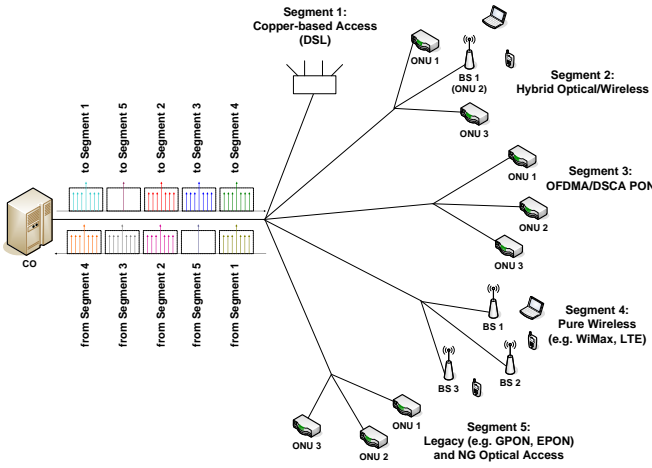 Segment 1:
Copper-based Access
(DSL)
ONU 1
BS 1
(ONU 2)
ONU 3
Segment 2:
Hybrid Optical/Wireless
to Segment 1
to Segment 5
to Segment 2
to Segment 3
to Segment 4
CO
from Segment 4
from Segment 3
from Segment 2
from Segment 5
from Segment 1
ONU 1
ONU 2
ONU 3
Segment 3:
OFDMA/DSCA PON
BS 1
BS 2
BS 3
Segment 4:
Pure Wireless
(e.g. WiMax, LTE)
ONU 1
ONU 2
ONU 3
Segment 5:
Legacy (e.g. GPON, EPON)
and NG Optical Access